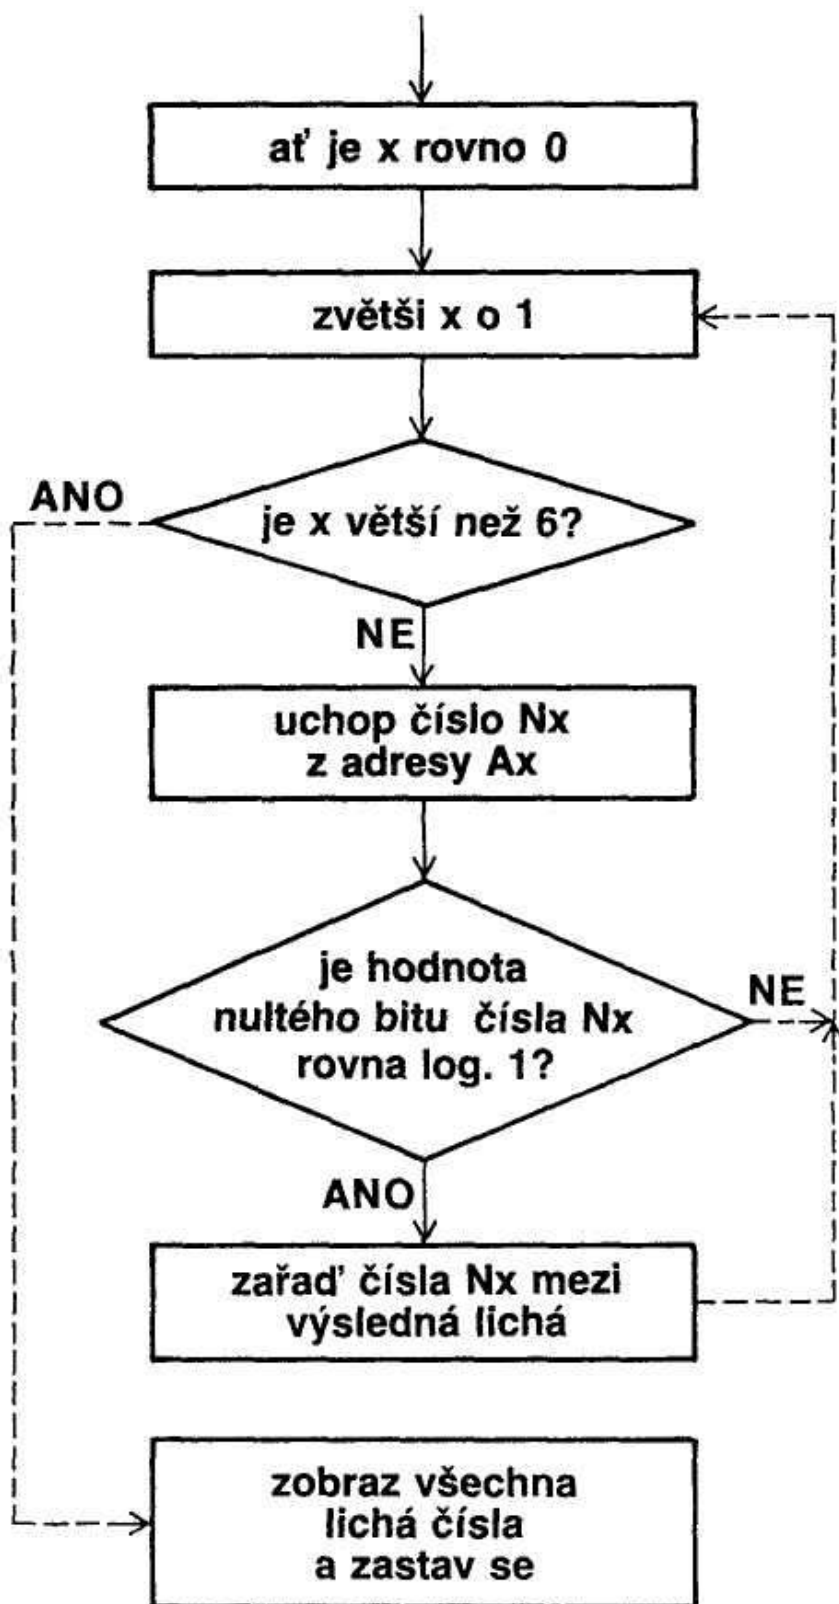 ať je x rovno 0
zvětši x o 1
ANO
je x větší než 6?
NE
uchop číslo Nx
z adresy Ax
je hodnota
nultého bitu čísla Nx
rovna log. 1?
NE
ANO
zařaď čísla Nx mezi
výsledná lichá
zobraz všechna
lichá čísla
a zastav se